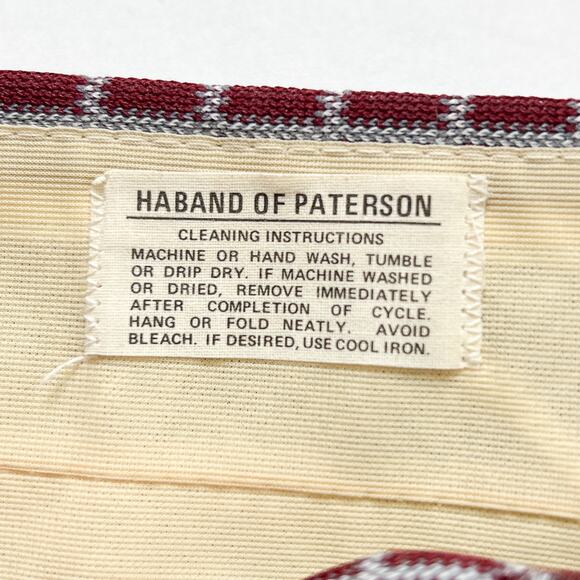 HABAND OF PATERSON
CLEANING INSTRUCTIONS
MACHINE OR HAND WASH, TUMBLE
OR DRIP DRY. IF MACHINE WASHED
OR DRIED, REMOVE IMMEDIATELY
AFTER COMPLETION OF CYCLE.
HANG OR FOLD NEATLY. AVOID
BLEACH. IF DESIRED, USE COOL IRON.